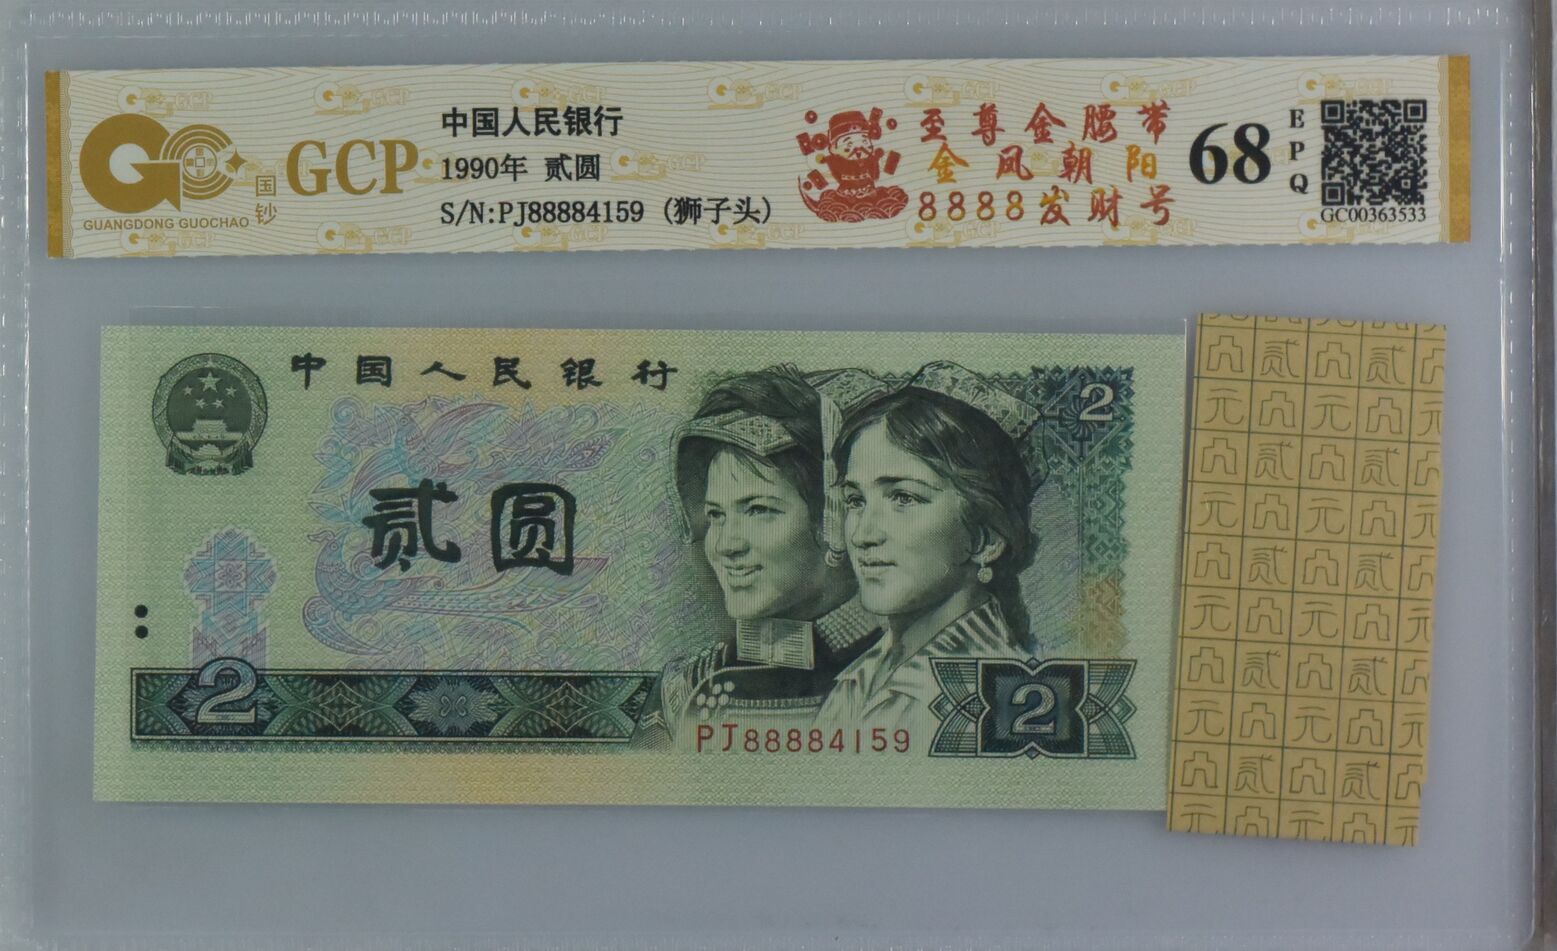 GCP
国钞
GUANGDONG GUOCHAO
中国人民银行
1990年 贰圆
S/N:PJ88884159 (狮子头)
至尊金腰带
金凤朝阳
8888发财号
68
EPQ
GC00363533
中国人民银行
2
贰圆
2
2
PJ88884159